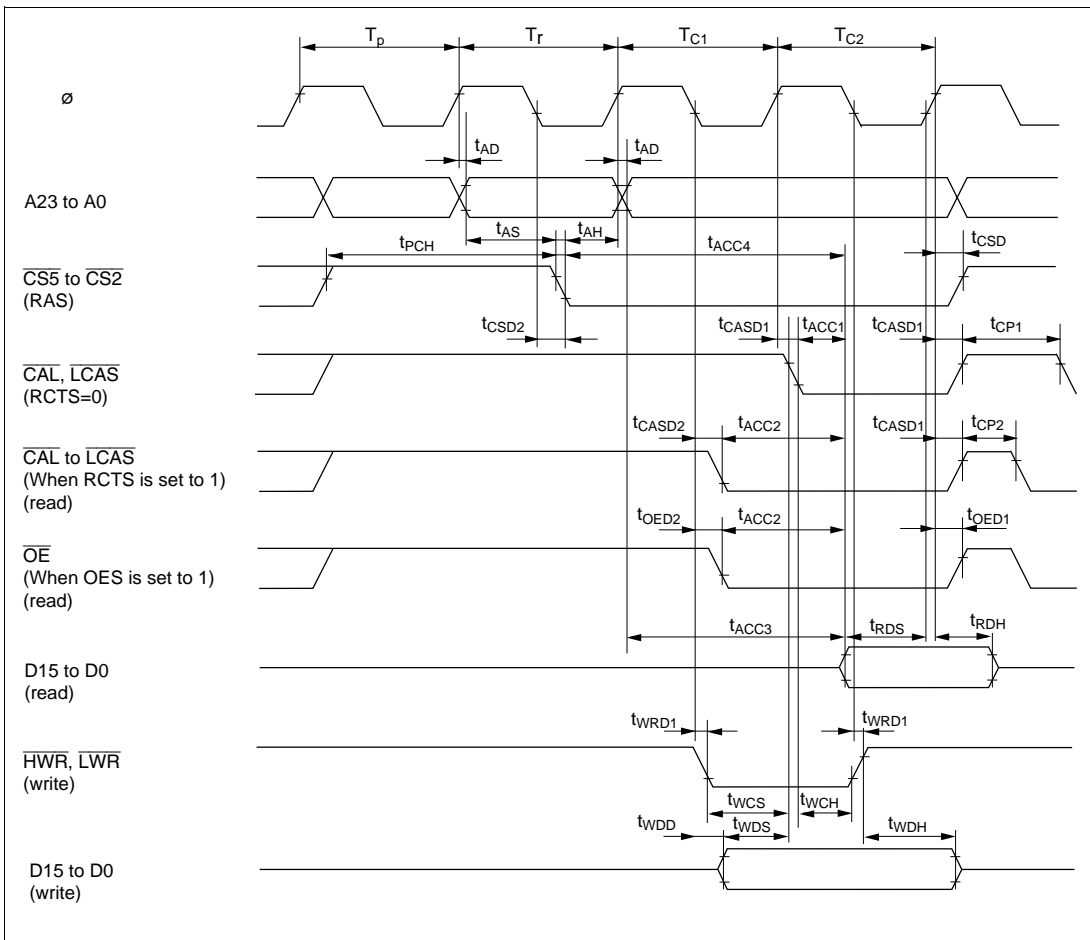 Tp Tr TC1 TC2
ø
tAD tAD
A23 to A0
tAS tAH
tPCH tACC4 tCSD
CS5 to CS2
(RAS)
tCSD2 tCASD1 tACC1 tCASD1 tCP1
CAL, LCAS
(RCTS=0)
tCASD2 tACC2 tCASD1 tCP2
CAL to LCAS
(When RCTS is set to 1)
(read)
tOED2 tACC2 tOED1
OE
(When OES is set to 1)
(read)
tACC3 tRDS tRDH
D15 to D0
(read)
tWRD1 tWRD1
HWR, LWR
(write)
tWCS tWCH
tWDD tWDS tWDH
D15 to D0
(write)